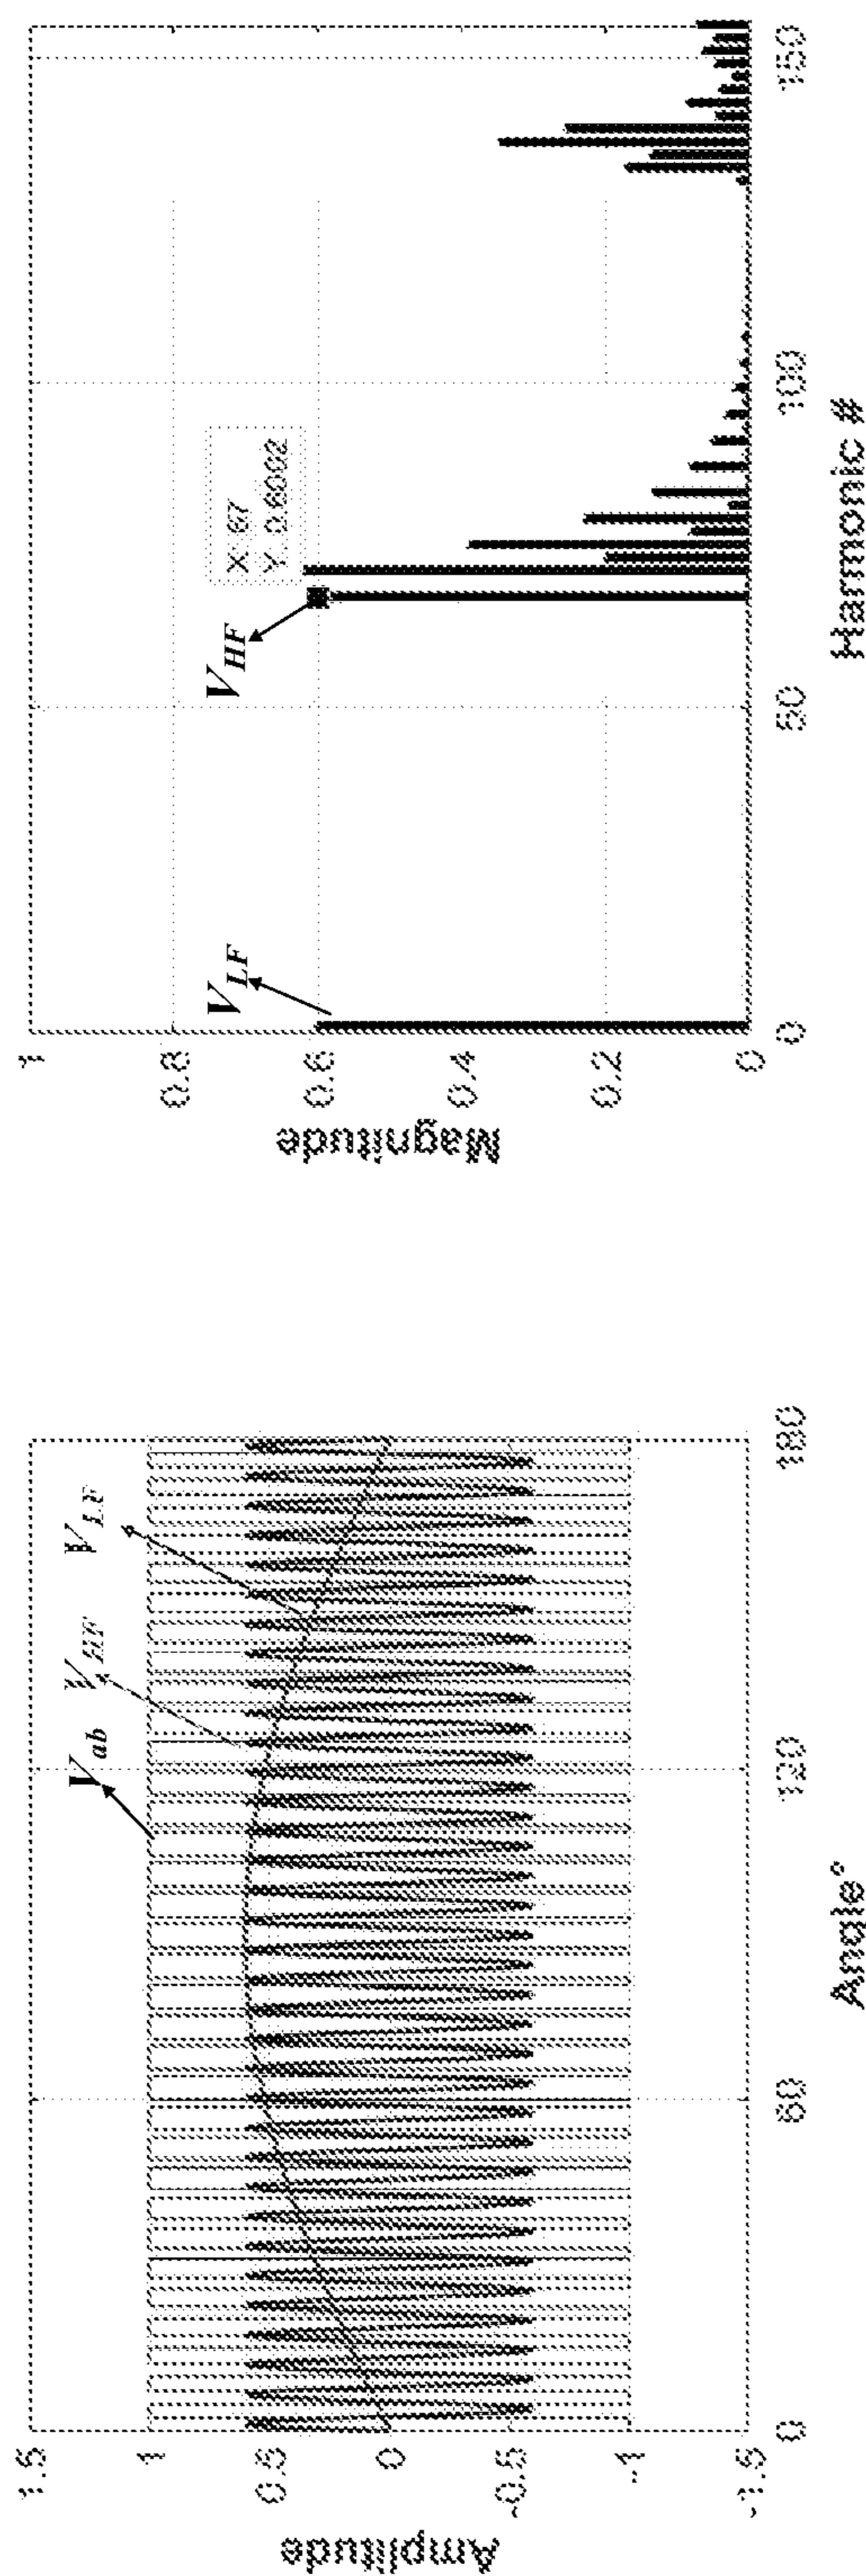 1.5
1
0.5
0
-0.5
-1
-1.5
Amplitude
0
60
120
180
Angle°
V_ab
V_HF
V_LF
1
0.8
0.6
0.4
0.2
0
Magnitude
0
50
100
150
Harmonic #
V_LF
V_HF
X: 67
Y: 0.6002